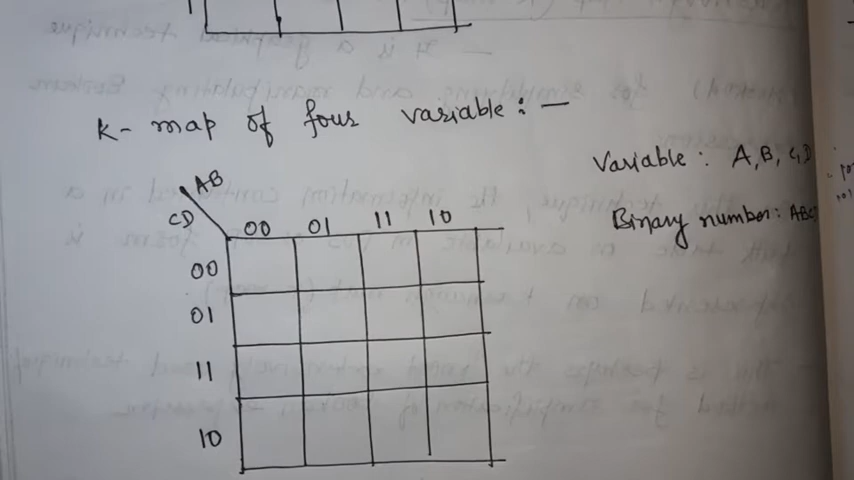 K- map of four variable : —
Variable : A, B, C, D
Binary number: ABC
AB
CD
00 01 11 10
00
01
11
10